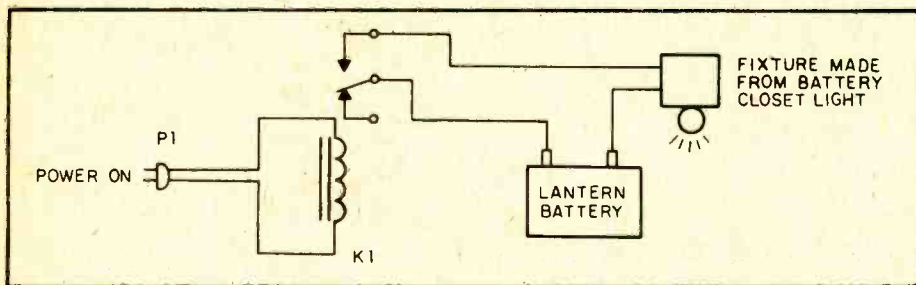 P1
POWER ON
K1
LANTERN
BATTERY
FIXTURE MADE
FROM BATTERY
CLOSET LIGHT